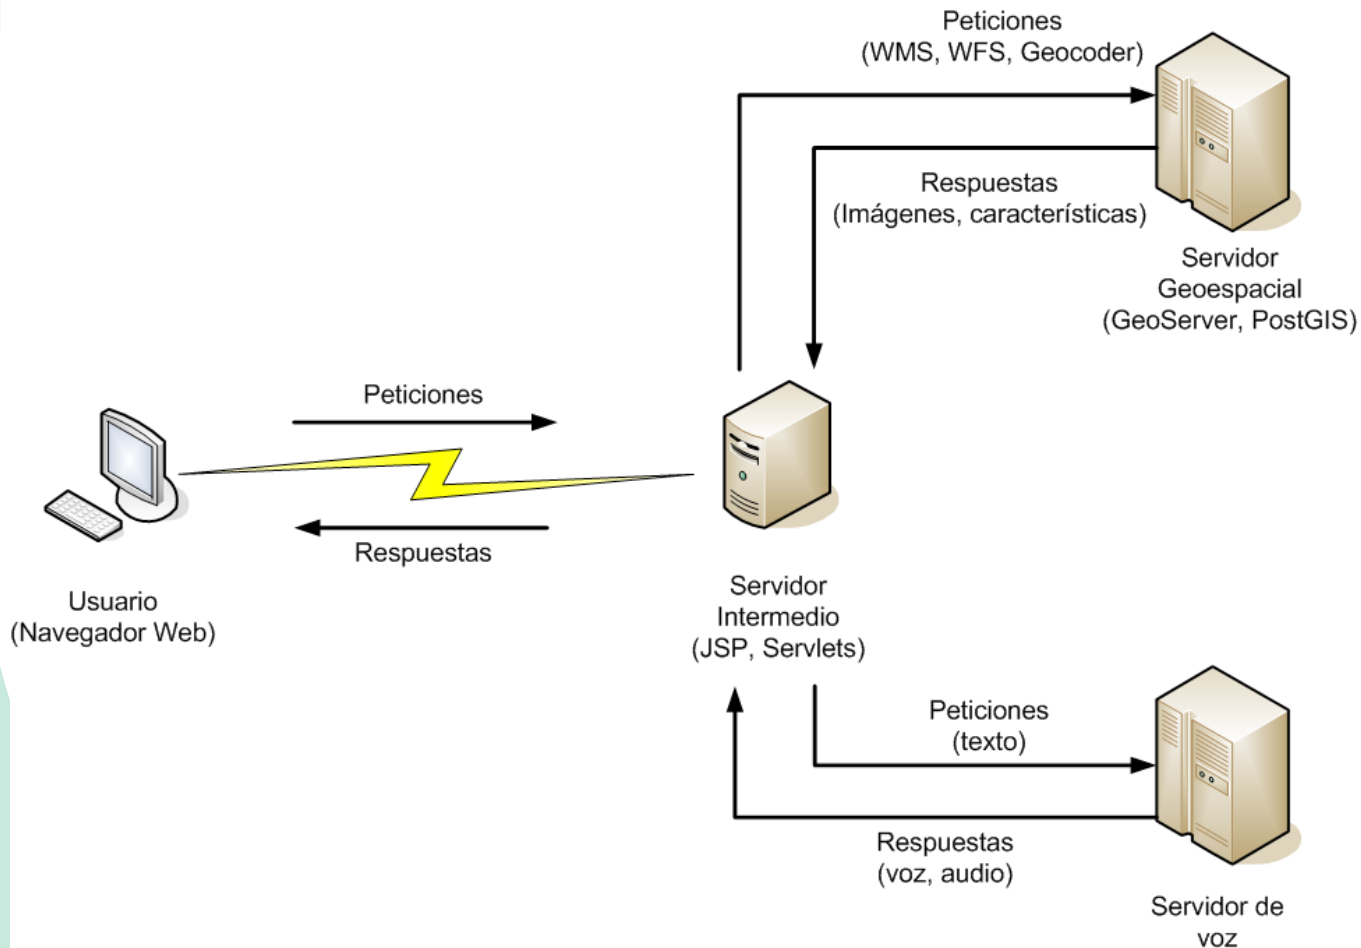 Peticiones
(WMS, WFS, Geocoder)
Respuestas
(Imágenes, característísticas)
Servidor
Geoespacial
(GeoServer, PostGIS)
Peticiones
Respuestas
Usuario
(Navegador Web)
Servidor
Intermedio
(JSP, Servlets)
Peticiones
(texto)
Respuestas
(voz, audio)
Servidor de
voz